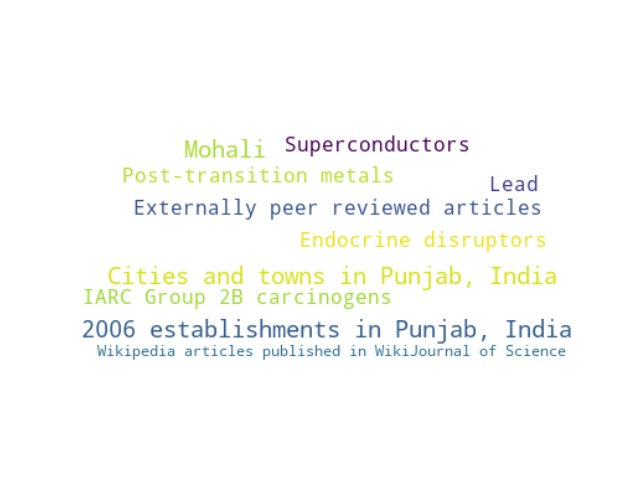 Mohali
Superconductors
Post-transition metals
Lead
Externally peer reviewed articles
Endocrine disruptors
Cities and towns in Punjab, India
IARC Group 2B carcinogens
2006 establishments in Punjab, India
Wikipedia articles published in WikiJournal of Science